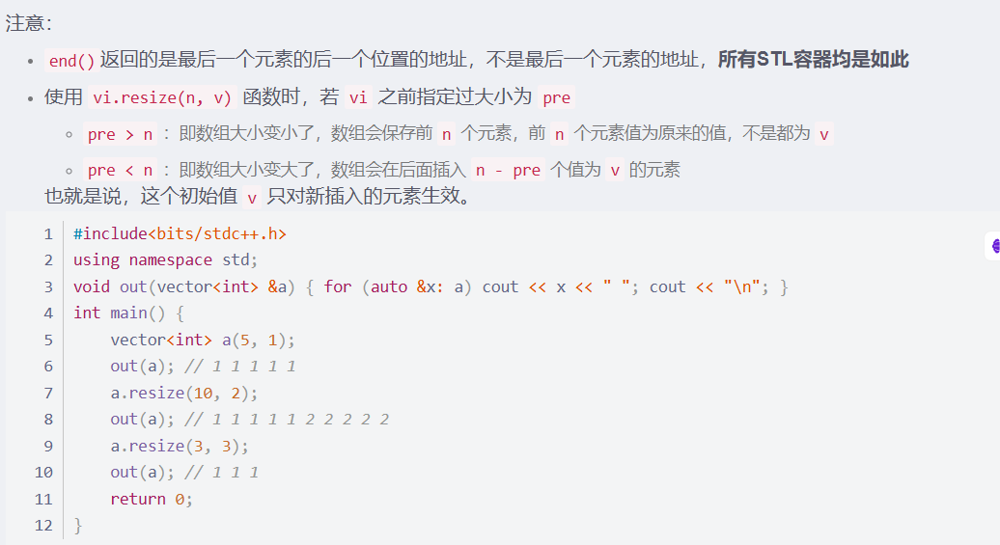 注意：
end()返回的是最后一个元素的后一个位置的地址，不是最后一个元素的地址，所有STL容器均是如此
使用 vi.resize(n, v) 函数时，若 vi 之前指定过大小为 pre
pre > n ：即数组大小变小了，数组会保存前 n 个元素，前 n 个元素值为原来的值，不是都为 v
pre < n ：即数组大小变大了，数组会在后面插入 n - pre 个值为 v 的元素
也就是说，这个初始值 v 只对新插入的元素生效。
1 #include<bits/stdc++.h>
2 using namespace std;
3 void out(vector<int> &a) { for (auto &x: a) cout << x << " "; cout << "\n"; }
4 int main() {
5     vector<int> a(5, 1);
6     out(a); // 1 1 1 1 1
7     a.resize(10, 2);
8     out(a); // 1 1 1 1 1 2 2 2 2 2
9     a.resize(3, 3);
10     out(a); // 1 1 1
11     return 0;
12 }